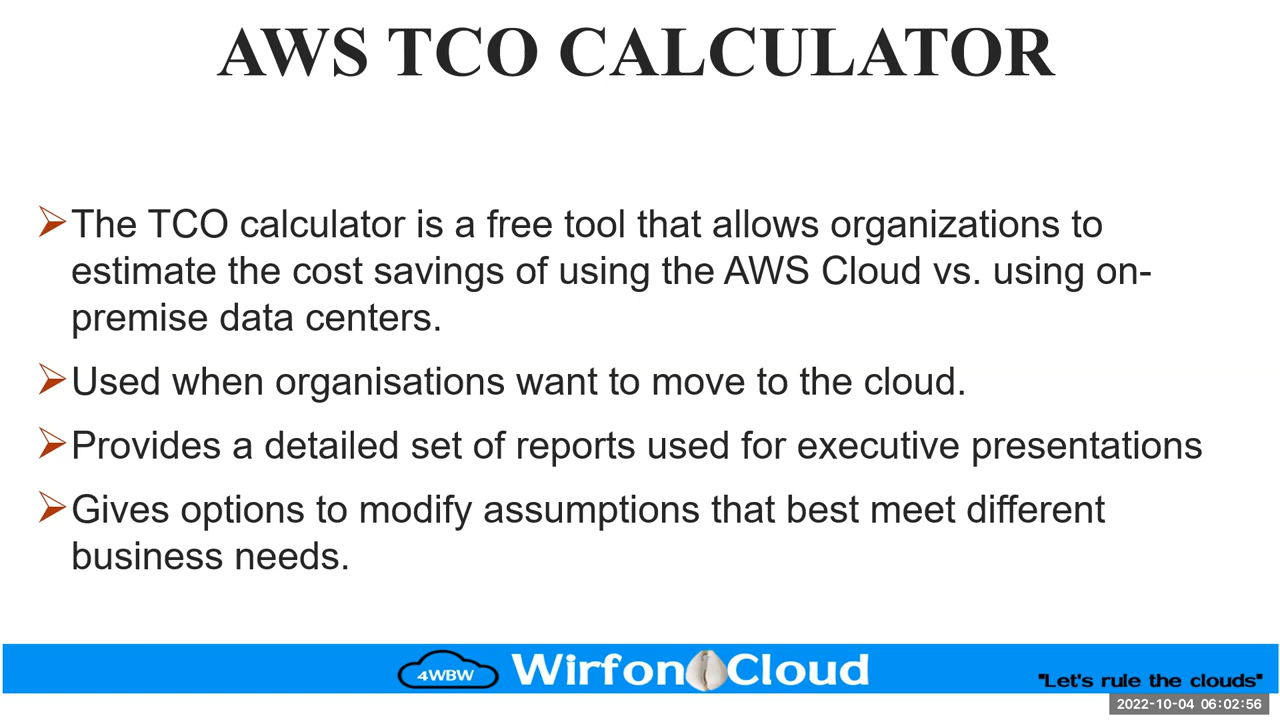 AWS TCO CALCULATOR
The TCO calculator is a free tool that allows organizations to
estimate the cost savings of using the AWS Cloud vs. using on-
premise data centers.
Used when organisations want to move to the cloud.
Provides a detailed set of reports used for executive presentations
Gives options to modify assumptions that best meet different
business needs.
4WBW Wirfon Cloud
"Let's rule the clouds"
2022-10-04 06:02:56